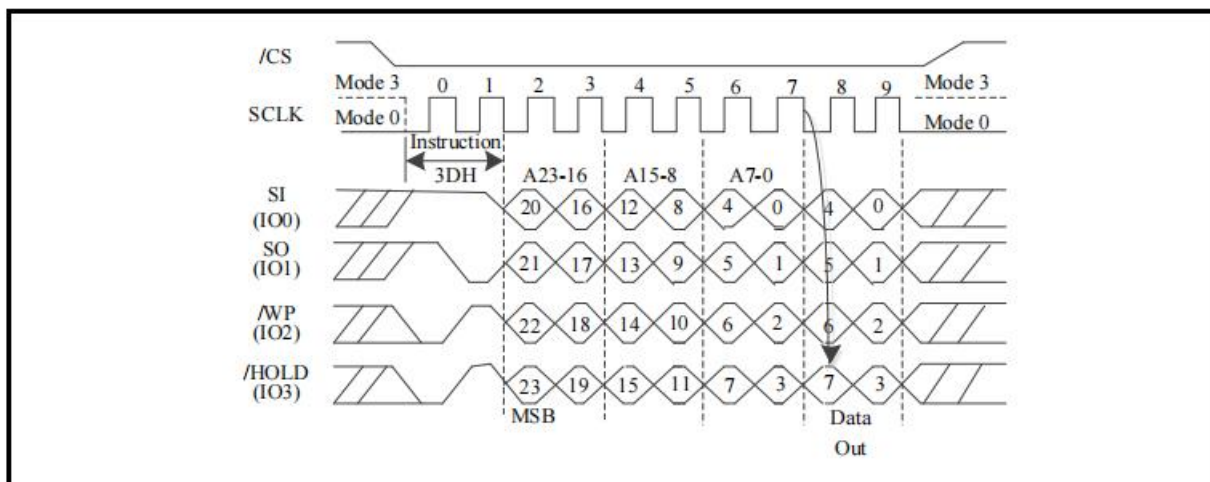 /CS
Mode 3 0 1 2 3 4 5 6 7 8 9 Mode 3
SCLK Mode 0 Mode 0
Instruction
3DH A23-16 A15-8 A7-0
SI
(IO0) 20 16 12 8 4 0 4 0
SO
(IO1) 21 17 13 9 5 1 5 1
/WP
(IO2) 22 18 14 10 6 2 6 2
/HOLD
(IO3) 23 19 15 11 7 3 7 3
MSB Data
Out